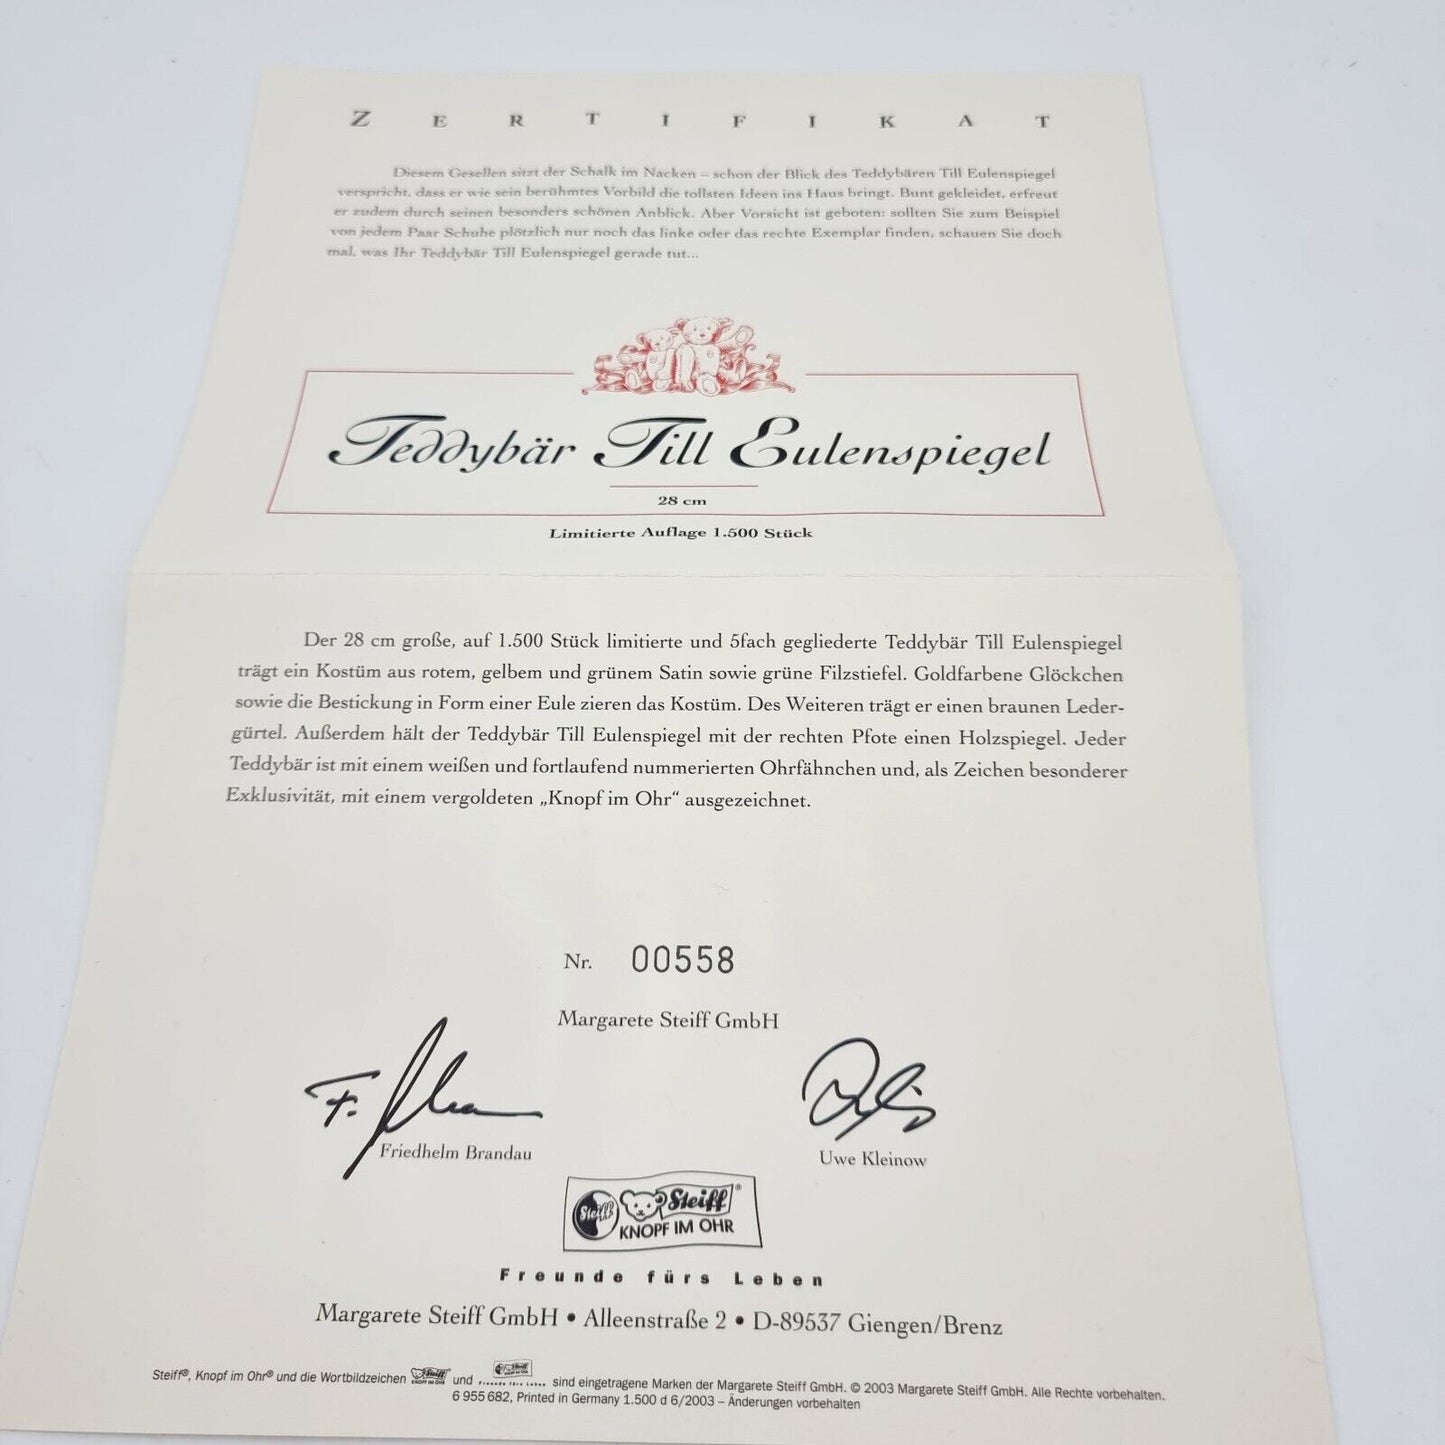 ZERTIFIKAT
Diesem Gesellen sitzt der Schalk im Nacken – schon der Blick des Teddybären Till Eulenspiegel
verspricht, dass er wie sein berühmtes Vorbild die tollsten Ideen ins Haus bringt. Bunt gekleidet, erfreut
er zudem durch seinen besonders schönen Anblick. Aber Vorsicht ist geboten: sollten Sie zum Beispiel
von jedem Paar Schuhe plötzlich nur noch das linke oder das rechte Exemplar finden, schauen Sie doch
mal, was Ihr Teddybär Till Eulenspiegel gerade tut...
Teddybär Till Eulenspiegel
28 cm
Limitierte Auflage 1.500 Stück
Der 28 cm große, auf 1.500 Stück limitierte und 5fach gegliederte Teddybär Till Eulenspiegel
trägt ein Kostüm aus rotem, gelbem und grünem Satin sowie grüne Filzstiefel. Goldfarbene Glöckchen
sowie die Bestickung in Form einer Eule zieren das Kostüm. Des Weiteren trägt er einen braunen Leder-
gürtel. Außerdem hält der Teddybär Till Eulenspiegel mit der rechten Pfote einen Holzspiegel. Jeder
Teddybär ist mit einem weißen und fortlaufend nummerierten Ohrfähnchen und, als Zeichen besonderer
Exklusivität, mit einem vergoldeten „Knopf im Ohr“ ausgezeichnet.
Nr. 00558
Margarete Steiff GmbH
Friedhelm Brandau
Uwe Kleinow
Steiff Steiff®
KNOPF IM OHR
Freunde fürs Leben
Margarete Steiff GmbH • Alleenstraße 2 • D-89537 Giengen/Brenz
Steiff®, Knopf im Ohr® und die Wortbildzeichen Steiff KNOPF IM OHR und Freunde fürs Leben sind eingetragene Marken der Margarete Steiff GmbH. © 2003 Margarete Steiff GmbH. Alle Rechte vorbehalten.
6 955 682, Printed in Germany 1.500 d 6/2003 – Änderungen vorbehalten